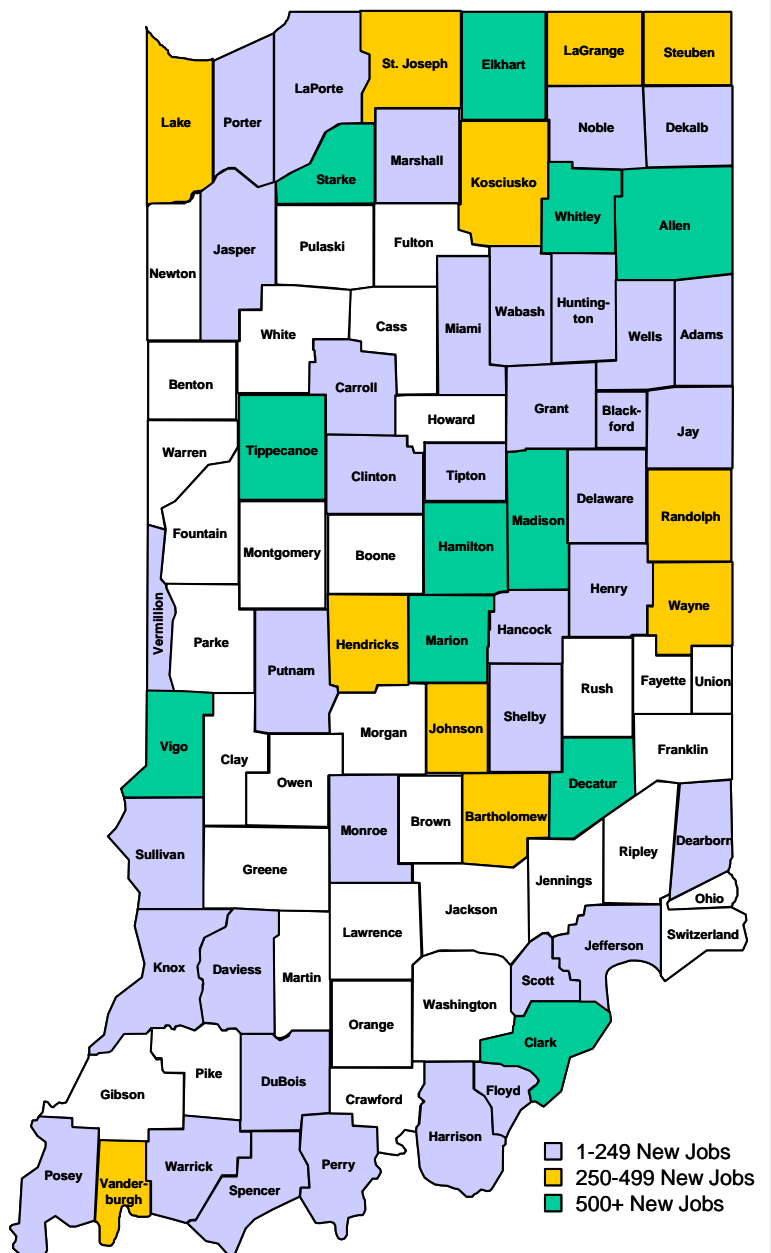 St. Joseph
Elkhart
LaGrange
Steuben
LaPorte
Lake
Porter
Noble
Dekalb
Marshall
Starke
Kosciusko
Whitley
Allen
Jasper
Pulaski
Fulton
Newton
Wabash
Hunting-
ton
White
Cass
Miami
Wells
Adams
Benton
Carroll
Grant
Black-
ford
Howard
Jay
Warren
Tippecanoe
Clinton
Tipton
Delaware
Randolph
Fountain
Montgomery
Boone
Hamilton
Madison
Henry
Wayne
Vermillion
Parke
Putnam
Hendricks
Marion
Hancock
Rush
Fayette
Union
Vigo
Clay
Morgan
Johnson
Shelby
Franklin
Owen
Decatur
Sullivan
Greene
Monroe
Brown
Bartholomew
Jennings
Ripley
Dearborn
Ohio
Jackson
Lawrence
Switzerland
Knox
Daviess
Martin
Jefferson
Scott
Washington
Orange
Clark
Gibson
Pike
DuBois
Crawford
Floyd
Harrison
Posey
Vander-
burgh
Warrick
Spencer
Perry
1-249 New Jobs
250-499 New Jobs
500+ New Jobs